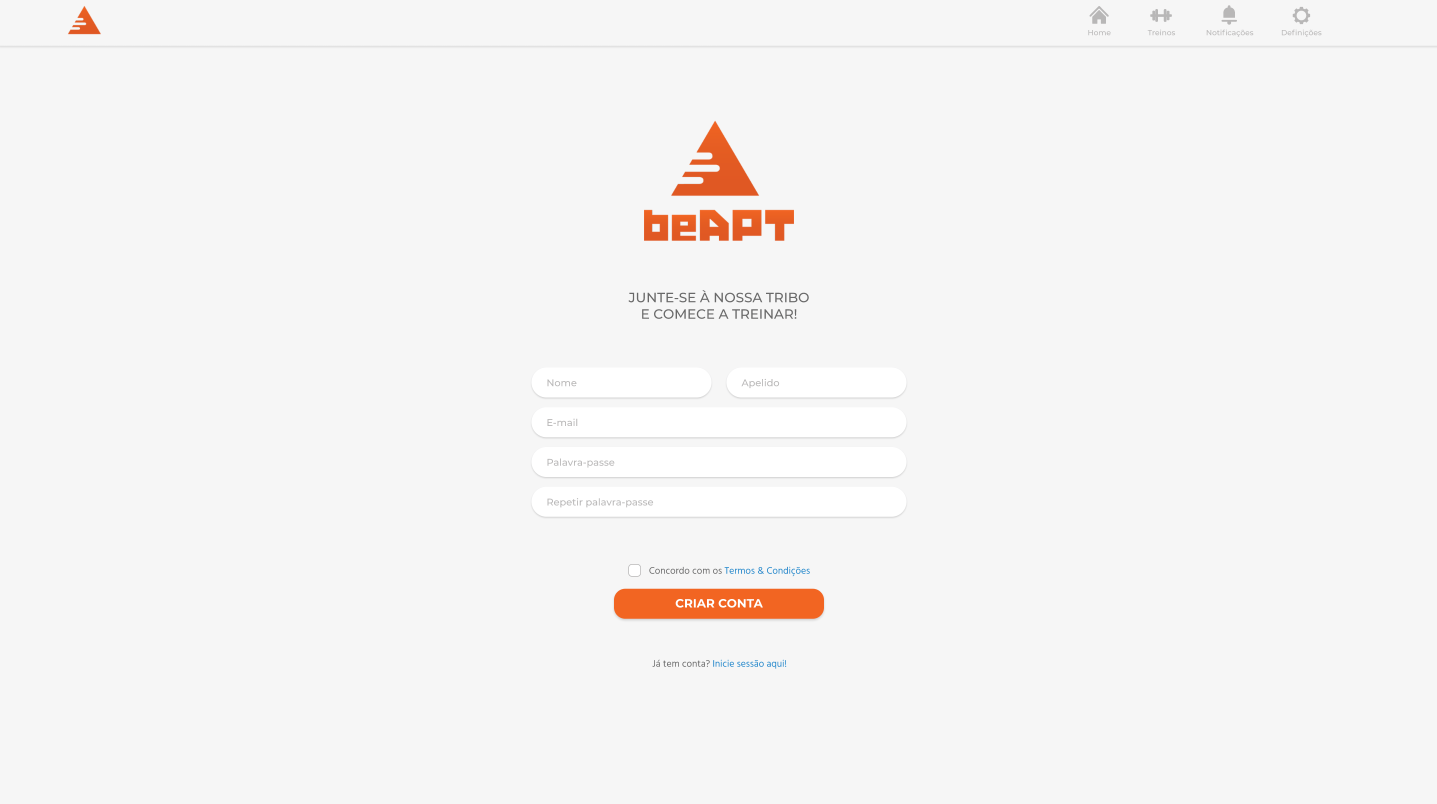 Home
Treinos
Notificações
Definições
beAPT
JUNTE-SE À NOSSA TRIBO
E COMECE A TREINAR!
Nome
Apelido
E-mail
Palavra-passe
Repetir palavra-passe
Concordo com os Termos & Condições
CRIAR CONTA
Já tem conta? Inicie sessão aqui!